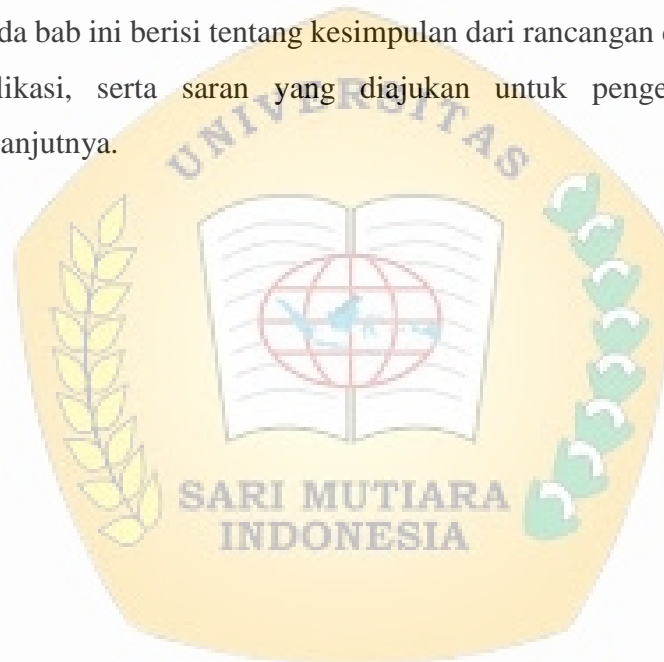 da bab ini berisi tentang kesimpulan dari rancangan
likasi, serta saran yang diajukan untuk penge
anjutnya.
UNIVERSITAS
SARI MUTIARA
INDONESIA